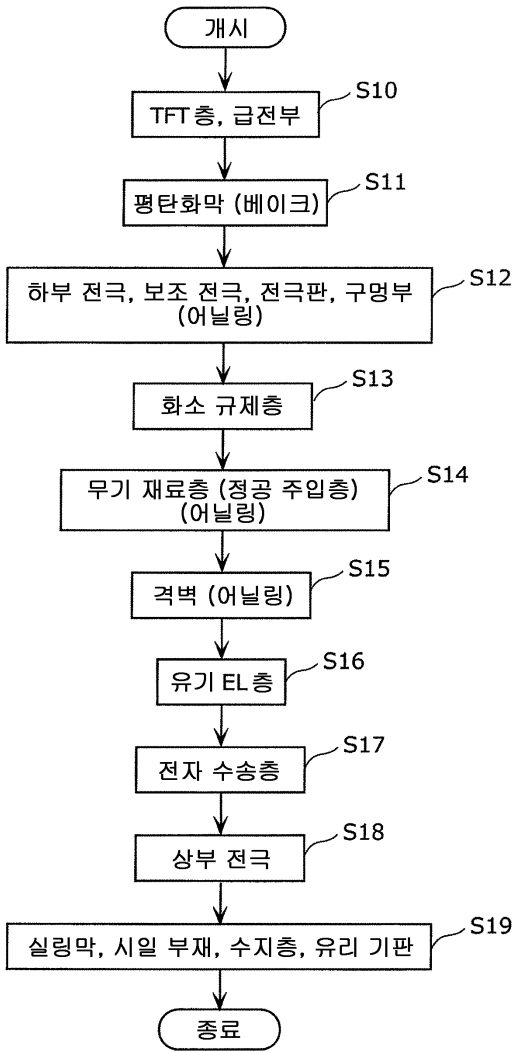 개시
S10
TFT층, 급전부
S11
평탄화막 (베이크)
S12
하부 전극, 보조 전극, 전극판, 구멍부
(어닐링)
S13
화소 규제층
S14
무기 재료층 (정공 주입층)
(어닐링)
S15
격벽 (어닐링)
S16
유기 EL층
S17
전자 수송층
S18
상부 전극
S19
실링막, 시일 부재, 수지층, 유리 기판
종료